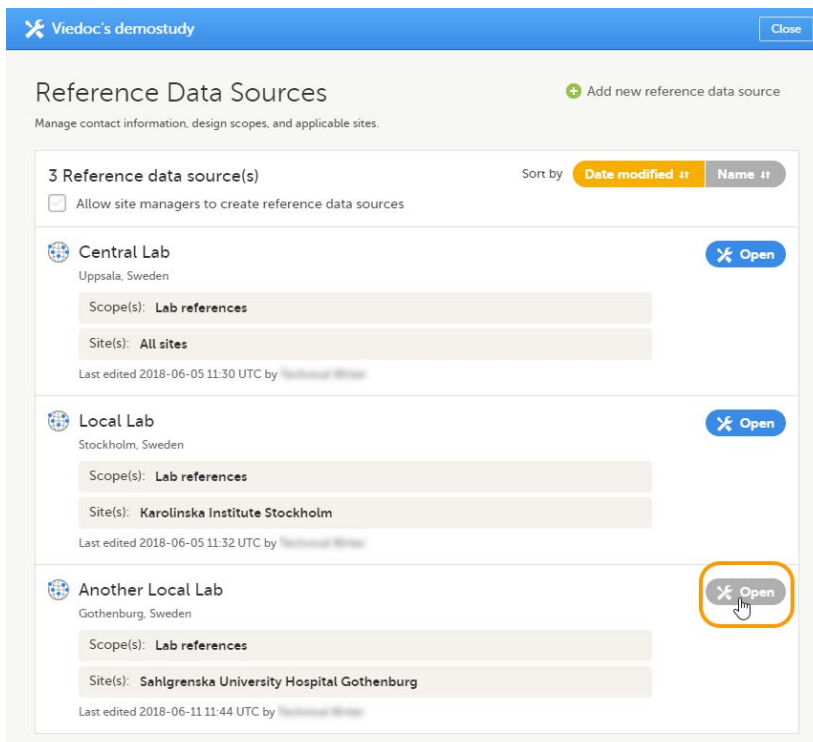 Viedoc's demostudy
Close
Reference Data Sources
Add new reference data source
Manage contact information, design scopes, and applicable sites.
3 Reference data source(s)
Sort by Date modified Name
Allow site managers to create reference data sources
Central Lab
Open
Uppsala, Sweden
Scope(s): Lab references
Site(s): All sites
Last edited 2018-06-05 11:30 UTC by
Local Lab
Open
Stockholm, Sweden
Scope(s): Lab references
Site(s): Karolinska Institute Stockholm
Last edited 2018-06-05 11:32 UTC by
Another Local Lab
Open
Gothenburg, Sweden
Scope(s): Lab references
Site(s): Sahlgrenska University Hospital Gothenburg
Last edited 2018-06-11 11:44 UTC by